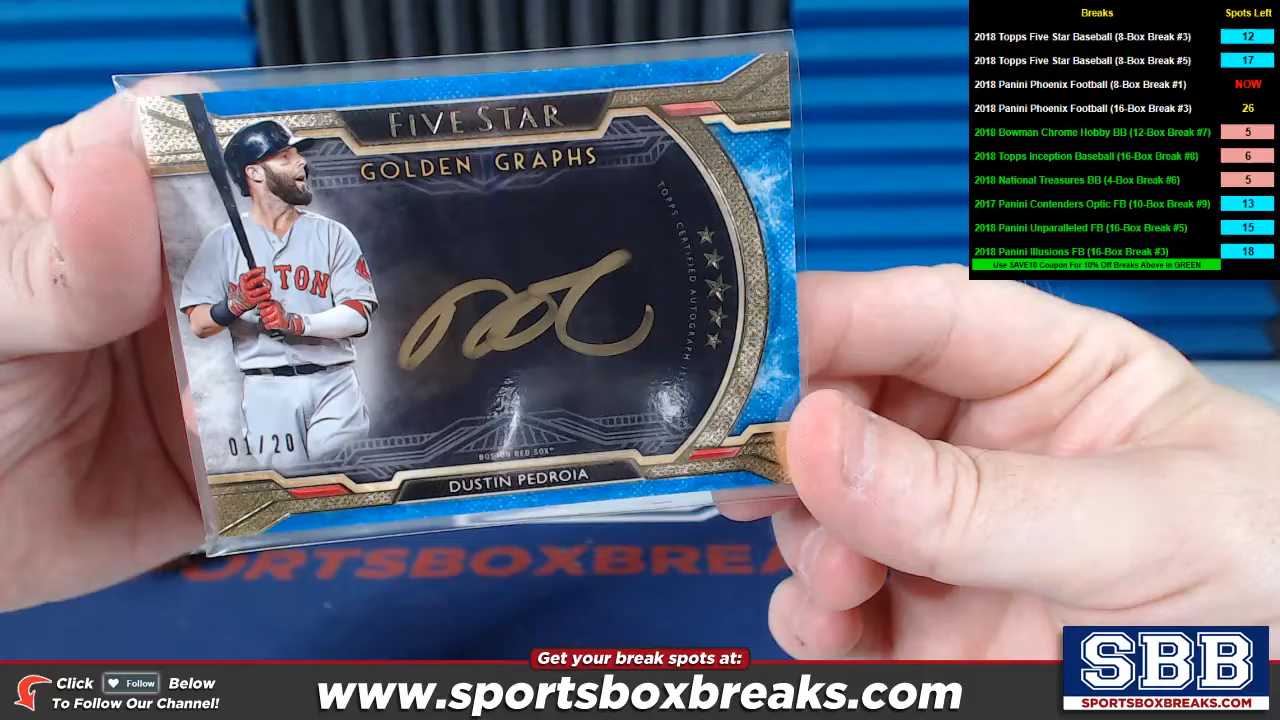 Breaks Spots Left
2018 Topps Five Star Baseball (8-Box Break #3) 12
2018 Topps Five Star Baseball (8-Box Break #5) 17
2018 Panini Phoenix Football (8-Box Break #1) NOW
2018 Panini Phoenix Football (16-Box Break #3) 26
2018 Bowman Chrome Hobby BB (12-Box Break #7) 5
2018 Topps Inception Baseball (16-Box Break #8) 6
2018 National Treasures BB (4-Box Break #6) 5
2017 Panini Contenders Optic FB (10-Box Break #9) 13
2018 Panini Unparalleled FB (16-Box Break #5) 15
2018 Panini Illusions FB (16-Box Break #3) 18
Use SAVE10 Coupon For 10% Off Breaks Above In GREEN
FIVE STAR
GOLDEN GRAPHS
TOPPS CERTIFIED AUTOGRAPH
TON
01/20
BOSTON RED SOX™
DUSTIN PEDROIA
ORTSBOXBREA
Get your break spots at:
Click Follow Below
To Follow Our Channel!
www.sportsboxbreaks.com
SBB
SPORTSBOXBREAKS.COM